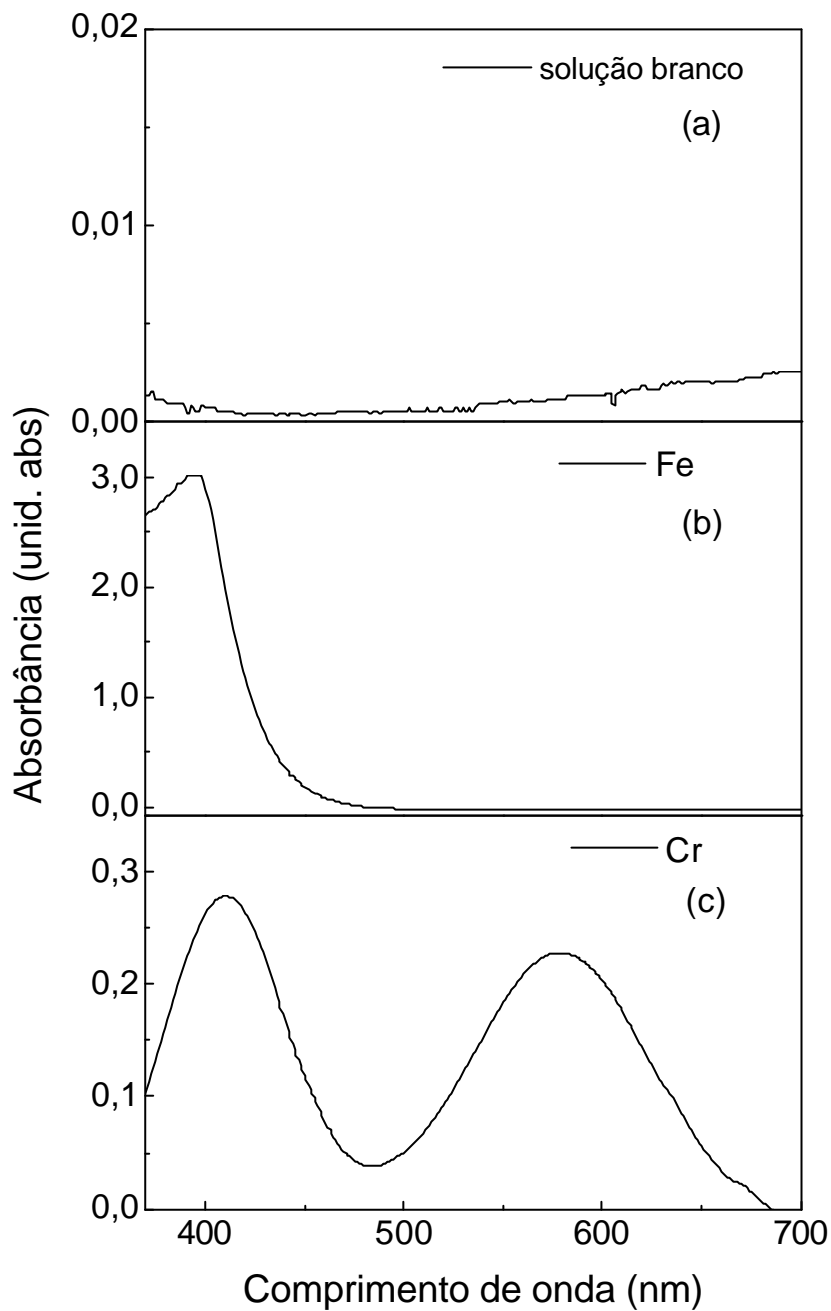 0,02
solução branco
(a)
0,01
0,00
Absorbância (unid. abs)
3,0
Fe
(b)
2,0
1,0
0,0
Cr
0,3
(c)
0,2
0,1
0,0
400
500
600
700
Comprimento de onda (nm)